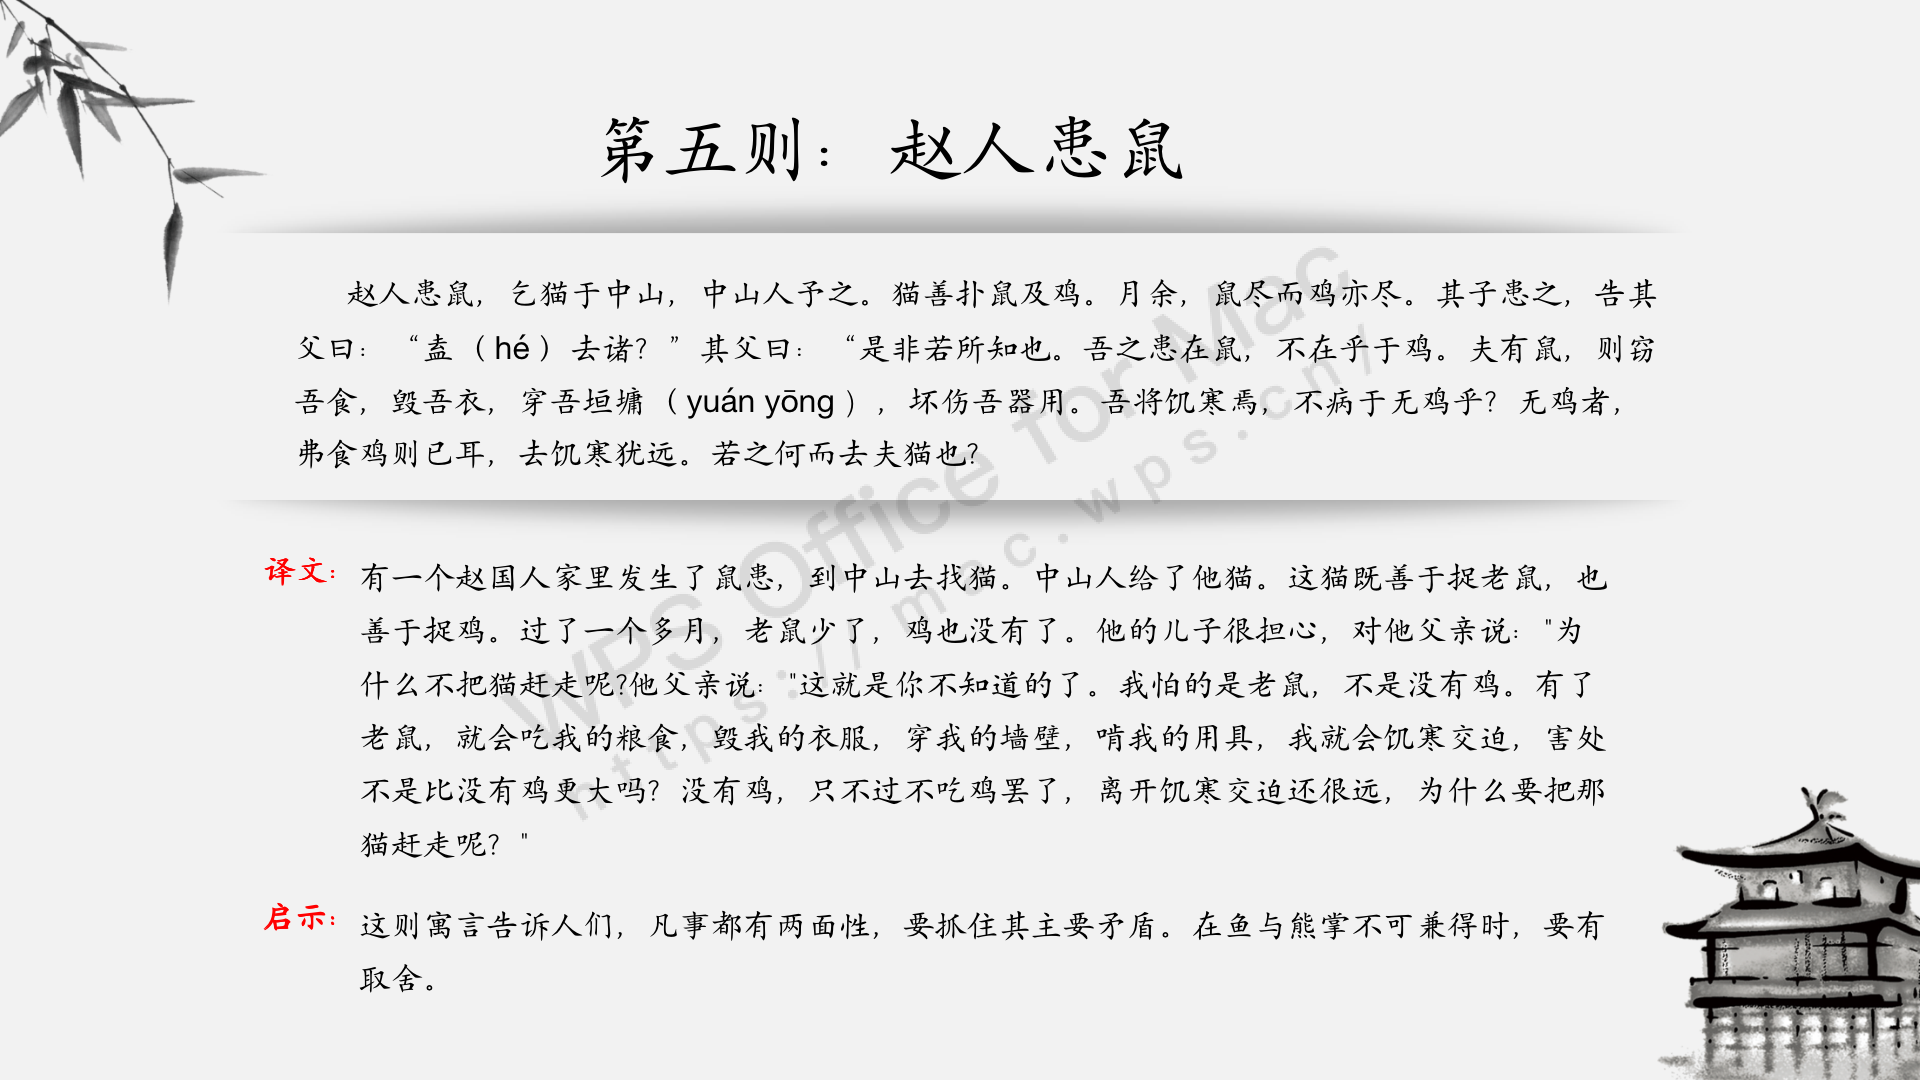 第五则：赵人患鼠
赵人患鼠，乞猫于中山，中山人予之。猫善扑鼠及鸡。月余，鼠尽而鸡亦尽。其子患之，告其
父曰：“盍（hé）去诸？”其父曰：“是非若所知也。吾之患在鼠，不在乎于鸡。夫有鼠，则窃
吾食，毁吾衣，穿吾垣墉（yuán yōng），坏伤吾器用。吾将饥寒焉，不病于无鸡乎？无鸡者，
弗食鸡则已耳，去饥寒犹远。若之何而去夫猫也？
译文：有一个赵国人家里发生了鼠患，到中山去找猫。中山人给了他猫。这猫既善于捉老鼠，也
善于捉鸡。过了一个多月，老鼠少了，鸡也没有了。他的儿子很担心，对他父亲说："为
什么不把猫赶走呢?他父亲说："这就是你不知道的了。我怕的是老鼠，不是没有鸡。有了
老鼠，就会吃我的粮食，毁我的衣服，穿我的墙壁，啃我的用具，我就会饥寒交迫，害处
不是比没有鸡更大吗？没有鸡，只不过不吃鸡罢了，离开饥寒交迫还很远，为什么要把那
猫赶走呢？"
启示：这则寓言告诉人们，凡事都有两面性，要抓住其主要矛盾。在鱼与熊掌不可兼得时，要有
取舍。
WPS Office for Mac
https://mac.wps.cn/